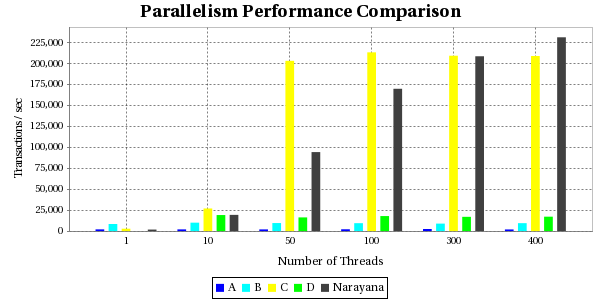 Parallelism Performance Comparison
Transactions / sec
225,000
200,000
175,000
150,000
125,000
100,000
75,000
50,000
25,000
0
1 10 50 100 300 400
Number of Threads
A B C D Narayana